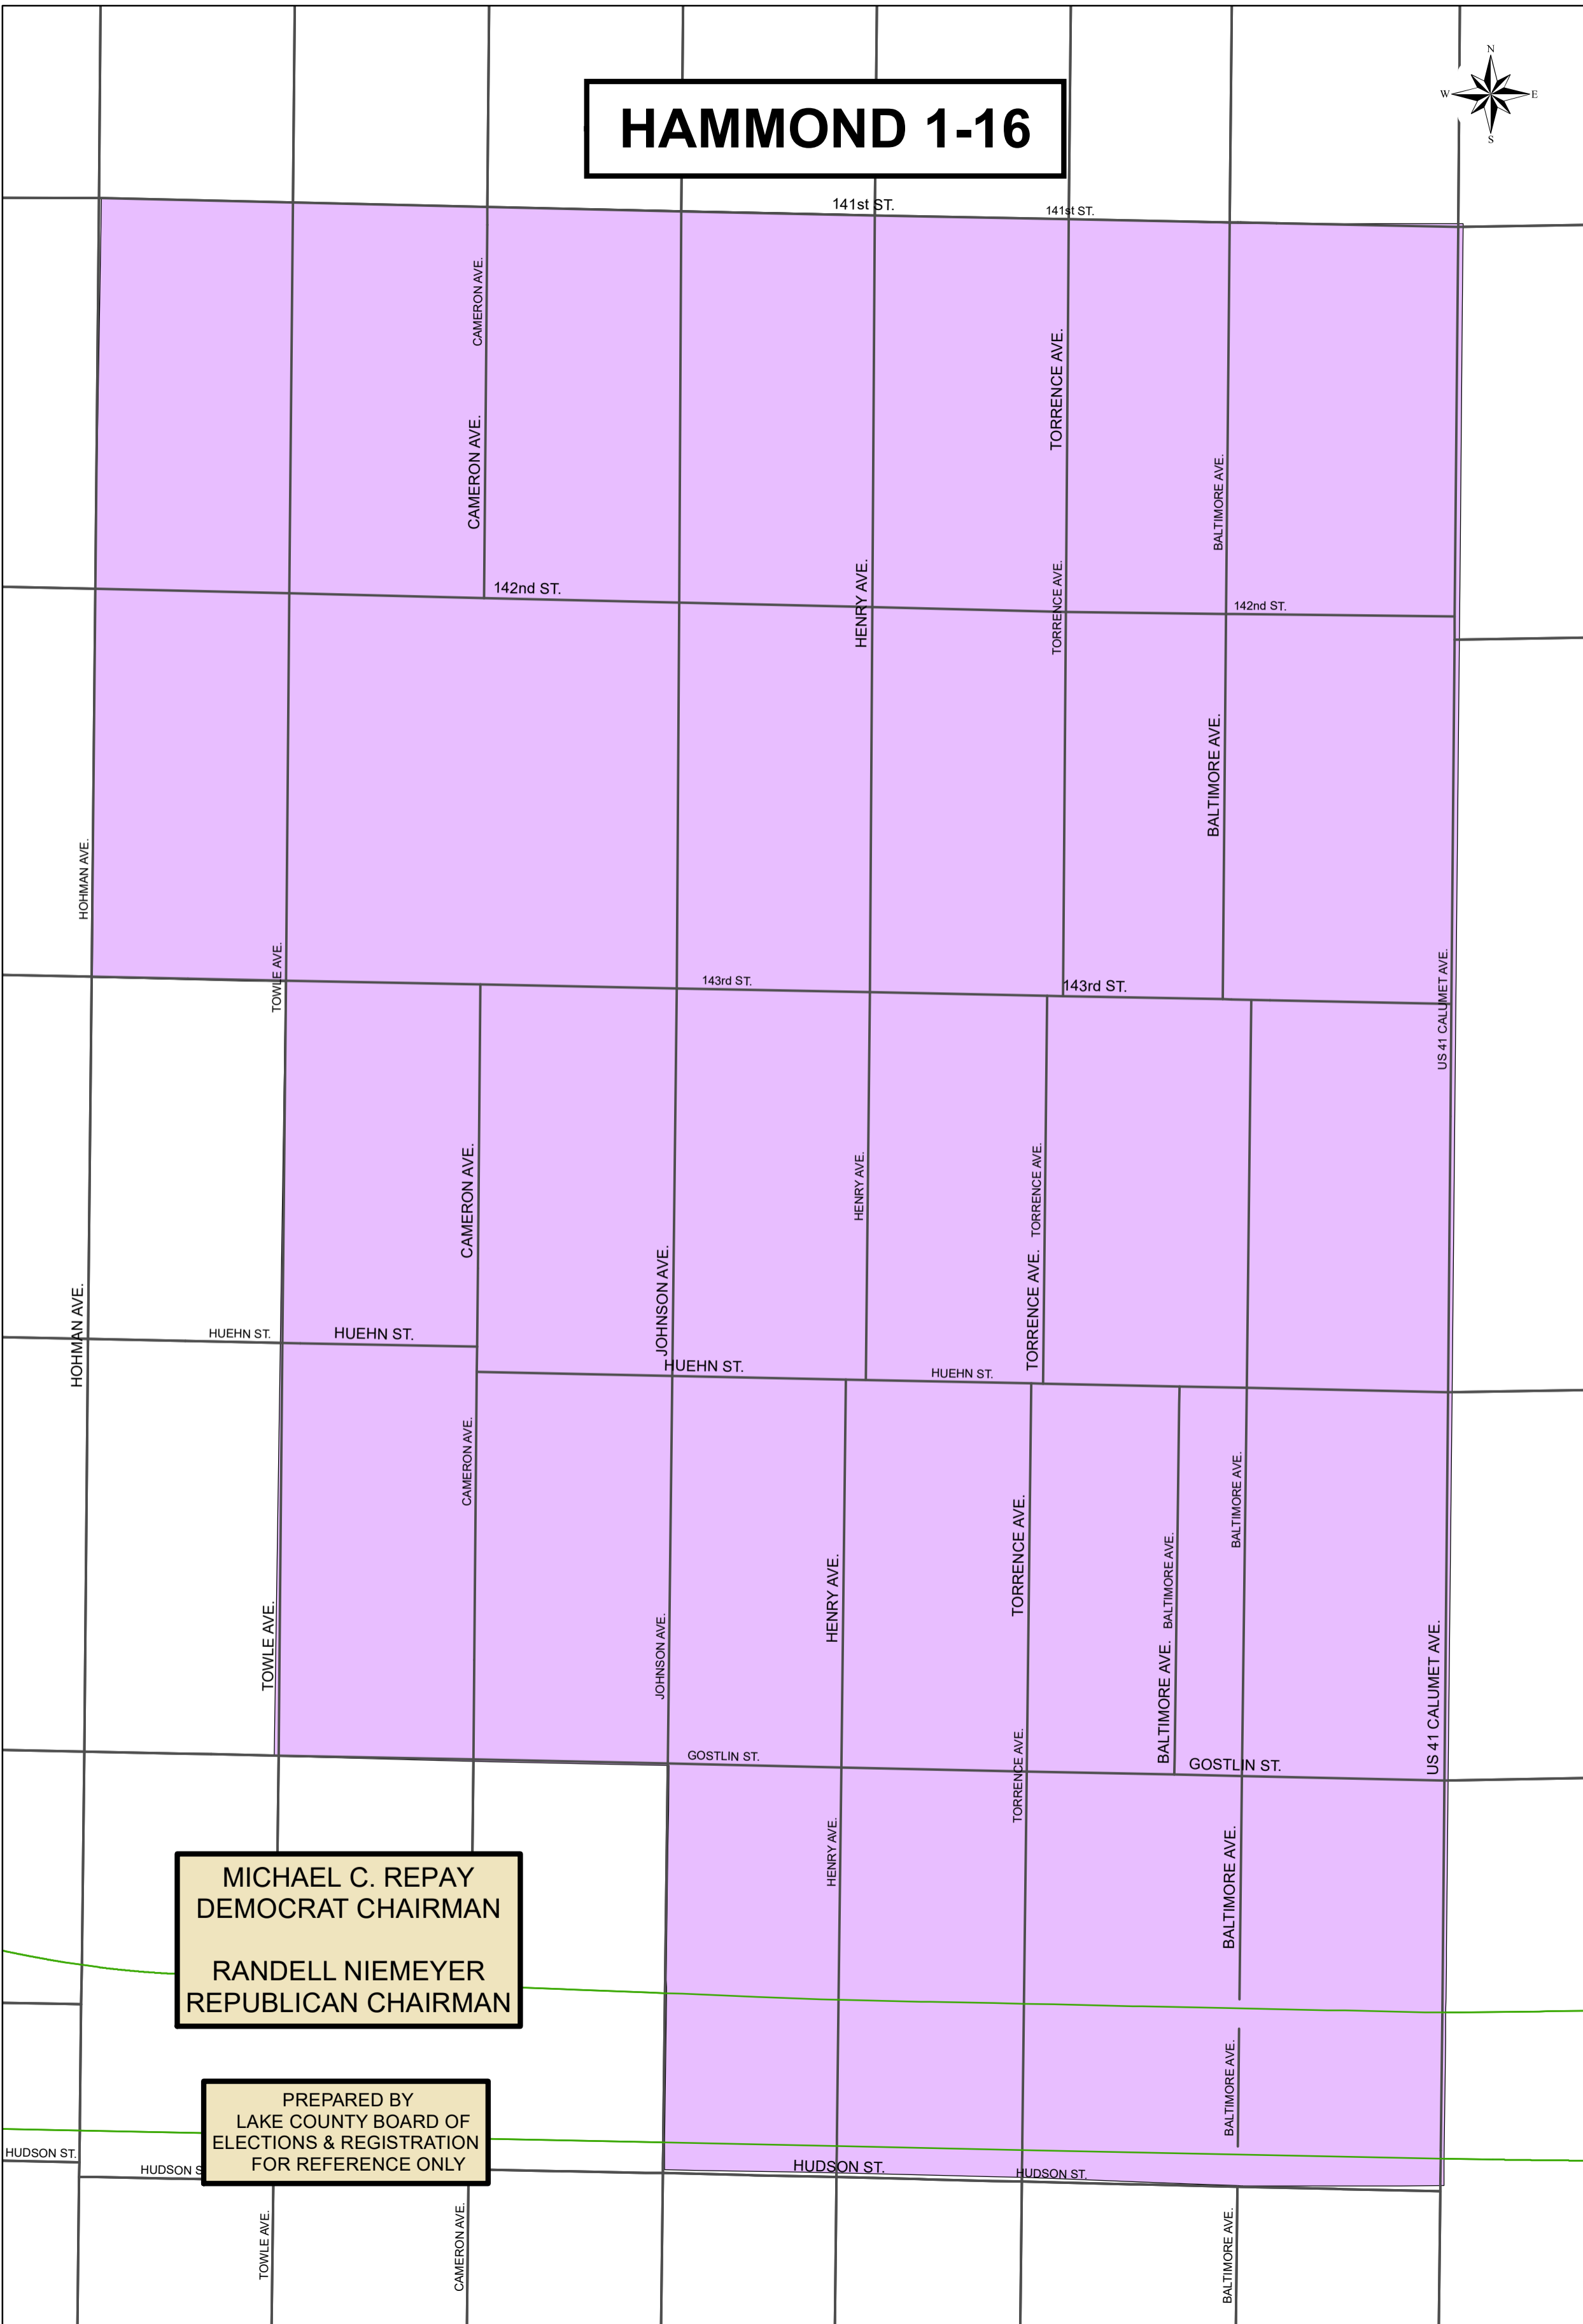 N
W E
S
HAMMOND 1-16
141st ST.
141st ST.
CAMERON AVE.
TORRENCE AVE.
CAMERON AVE.
BALTIMORE AVE.
HENRY AVE.
TORRENCE AVE.
142nd ST.
142nd ST.
BALTIMORE AVE.
HOHMAN AVE.
TOWLE AVE.
143rd ST.
143rd ST.
US 41 CALUMET AVE.
CAMERON AVE.
HENRY AVE.
TORRENCE AVE.
JOHNSON AVE.
TORRENCE AVE.
HOHMAN AVE.
HUEHN ST.
HUEHN ST.
HUEHN ST.
HUEHN ST.
CAMERON AVE.
BALTIMORE AVE.
TORRENCE AVE.
BALTIMORE AVE.
HENRY AVE.
TOWLE AVE.
JOHNSON AVE.
BALTIMORE AVE.
US 41 CALUMET AVE.
GOSTLIN ST.
GOSTLIN ST.
TORRENCE AVE.
HENRY AVE.
BALTIMORE AVE.
MICHAEL C. REPAY
DEMOCRAT CHAIRMAN
RANDELL NIEMEYER
REPUBLICAN CHAIRMAN
BALTIMORE AVE.
PREPARED BY
LAKE COUNTY BOARD OF
ELECTIONS & REGISTRATION
FOR REFERENCE ONLY
HUDSON ST.
HUDSON S
HUDSON ST.
HUDSON ST.
TOWLE AVE.
CAMERON AVE.
BALTIMORE AVE.